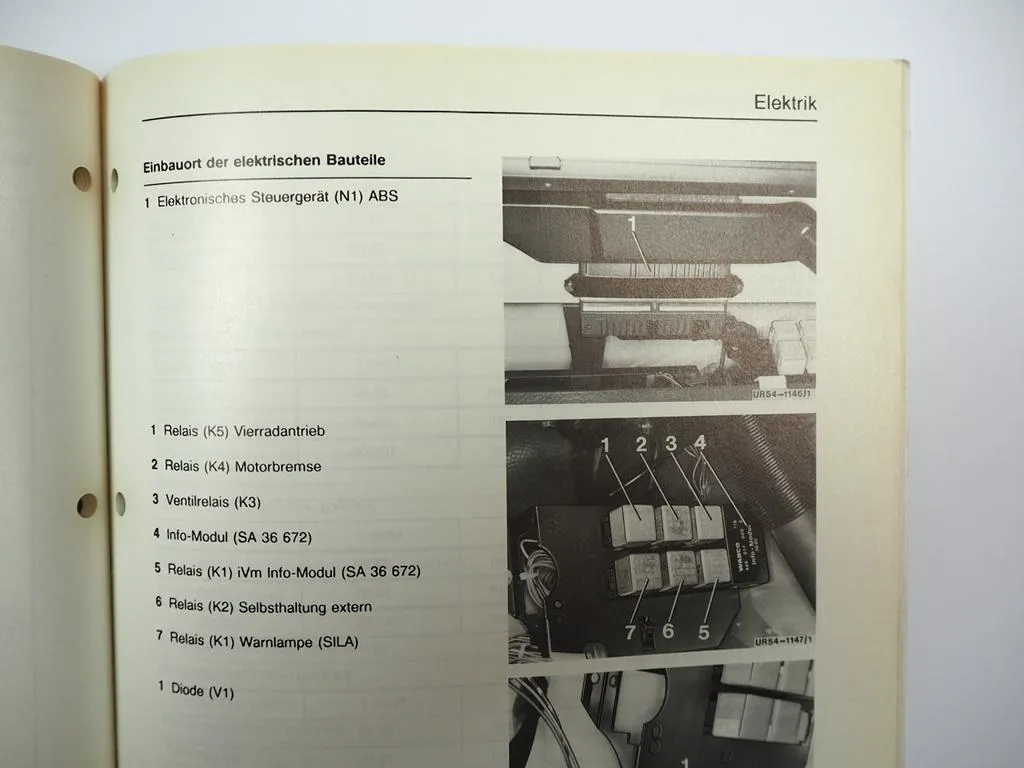 Elektrik
Einbauort der elektrischen Bauteile
1 Elektronisches Steuergerät (N1) ABS
1
UR54-1146/1
1 Relais (K5) Vierradantrieb
2 Relais (K4) Motorbremse
3 Ventilrelais (K3)
4 Info-Modul (SA 36 672)
5 Relais (K1) iVm Info-Modul (SA 36 672)
6 Relais (K2) Selbsthaltung extern
7 Relais (K1) Warnlampe (SILA)
1 2 3 4
WABCO
Info-Modul
7 6 5
UR54-1147/1
1 Diode (V1)
1